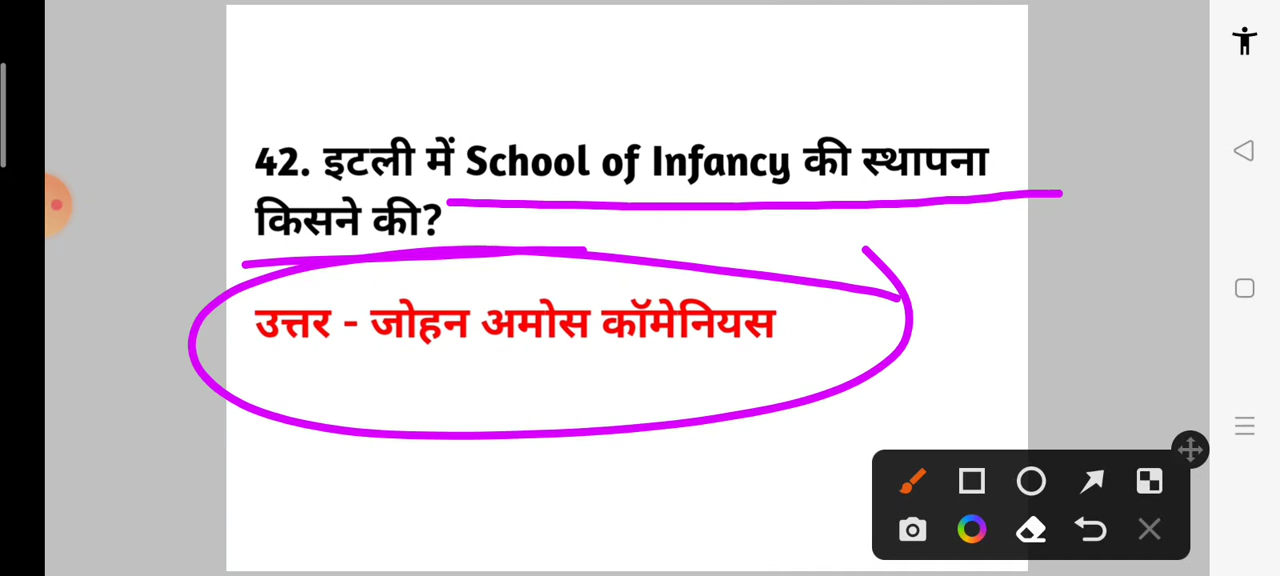 42. इटली में School of Infancy की स्थापना
किसने की?
उत्तर - जोहन अमोस कॉमेनियस